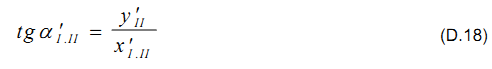 tg α′_{I.II} = y′_{II} / x′_{I.II} (D.18)